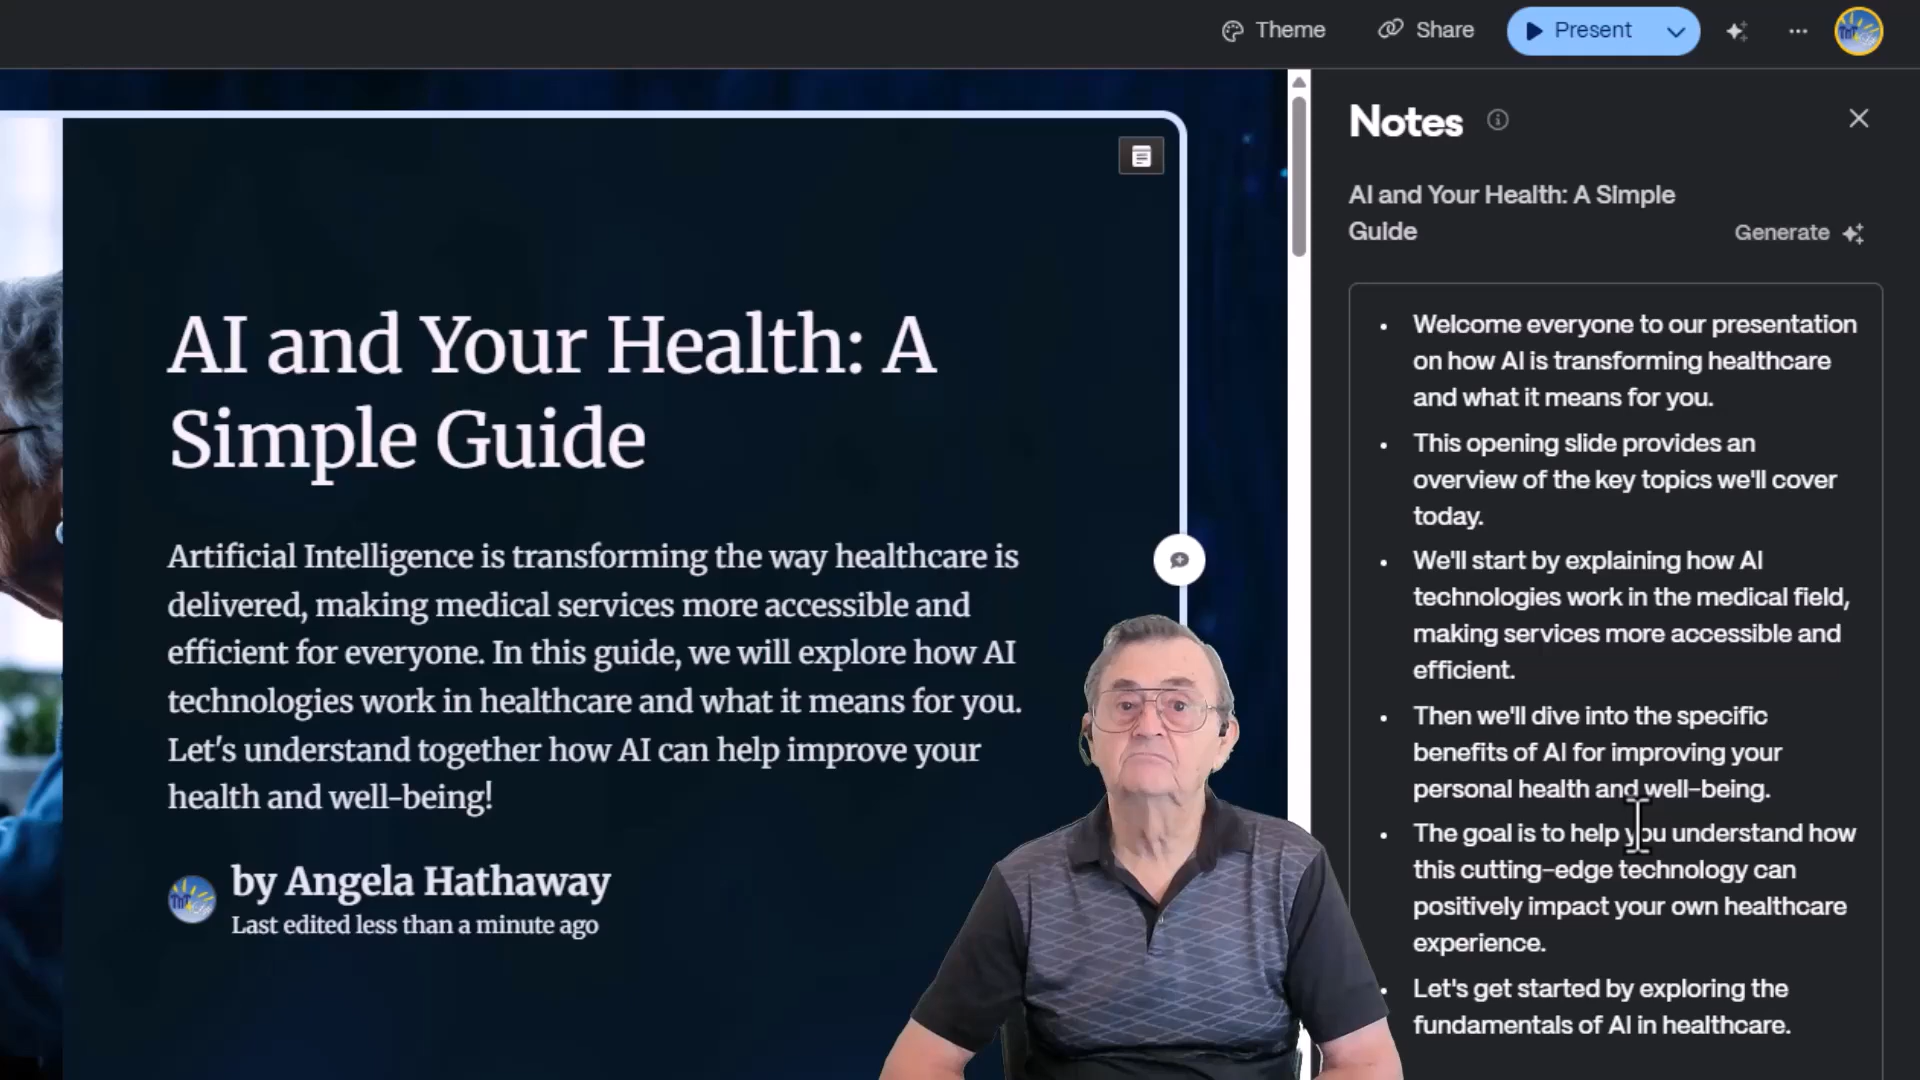 Theme
Share
Present
Notes
AI and Your Health: A SImple
GuIde
Generate
AI and Your Health: A
Simple Guide
Artificial Intelligence is transforming the way healthcare is
delivered, making medical services more accessible and
efficient for everyone. In this guide, we will explore how AI
technologies work in healthcare and what it means for you.
Let's understand together how AI can help improve your
health and well-being!
by Angela Hathaway
Last edited less than a minute ago
• Welcome everyone to our presentation
on how AI is transforming healthcare
and what it means for you.
• This opening slide provides an
overview of the key topics we'll cover
today.
• We'll start by explaining how AI
technologies work in the medical field,
making services more accessible and
efficient.
• Then we'll dive into the specific
benefits of AI for improving your
personal health and well-being.
• The goal is to help you understand how
this cutting-edge technology can
positively impact your own healthcare
experience.
• Let's get started by exploring the
fundamentals of AI in healthcare.